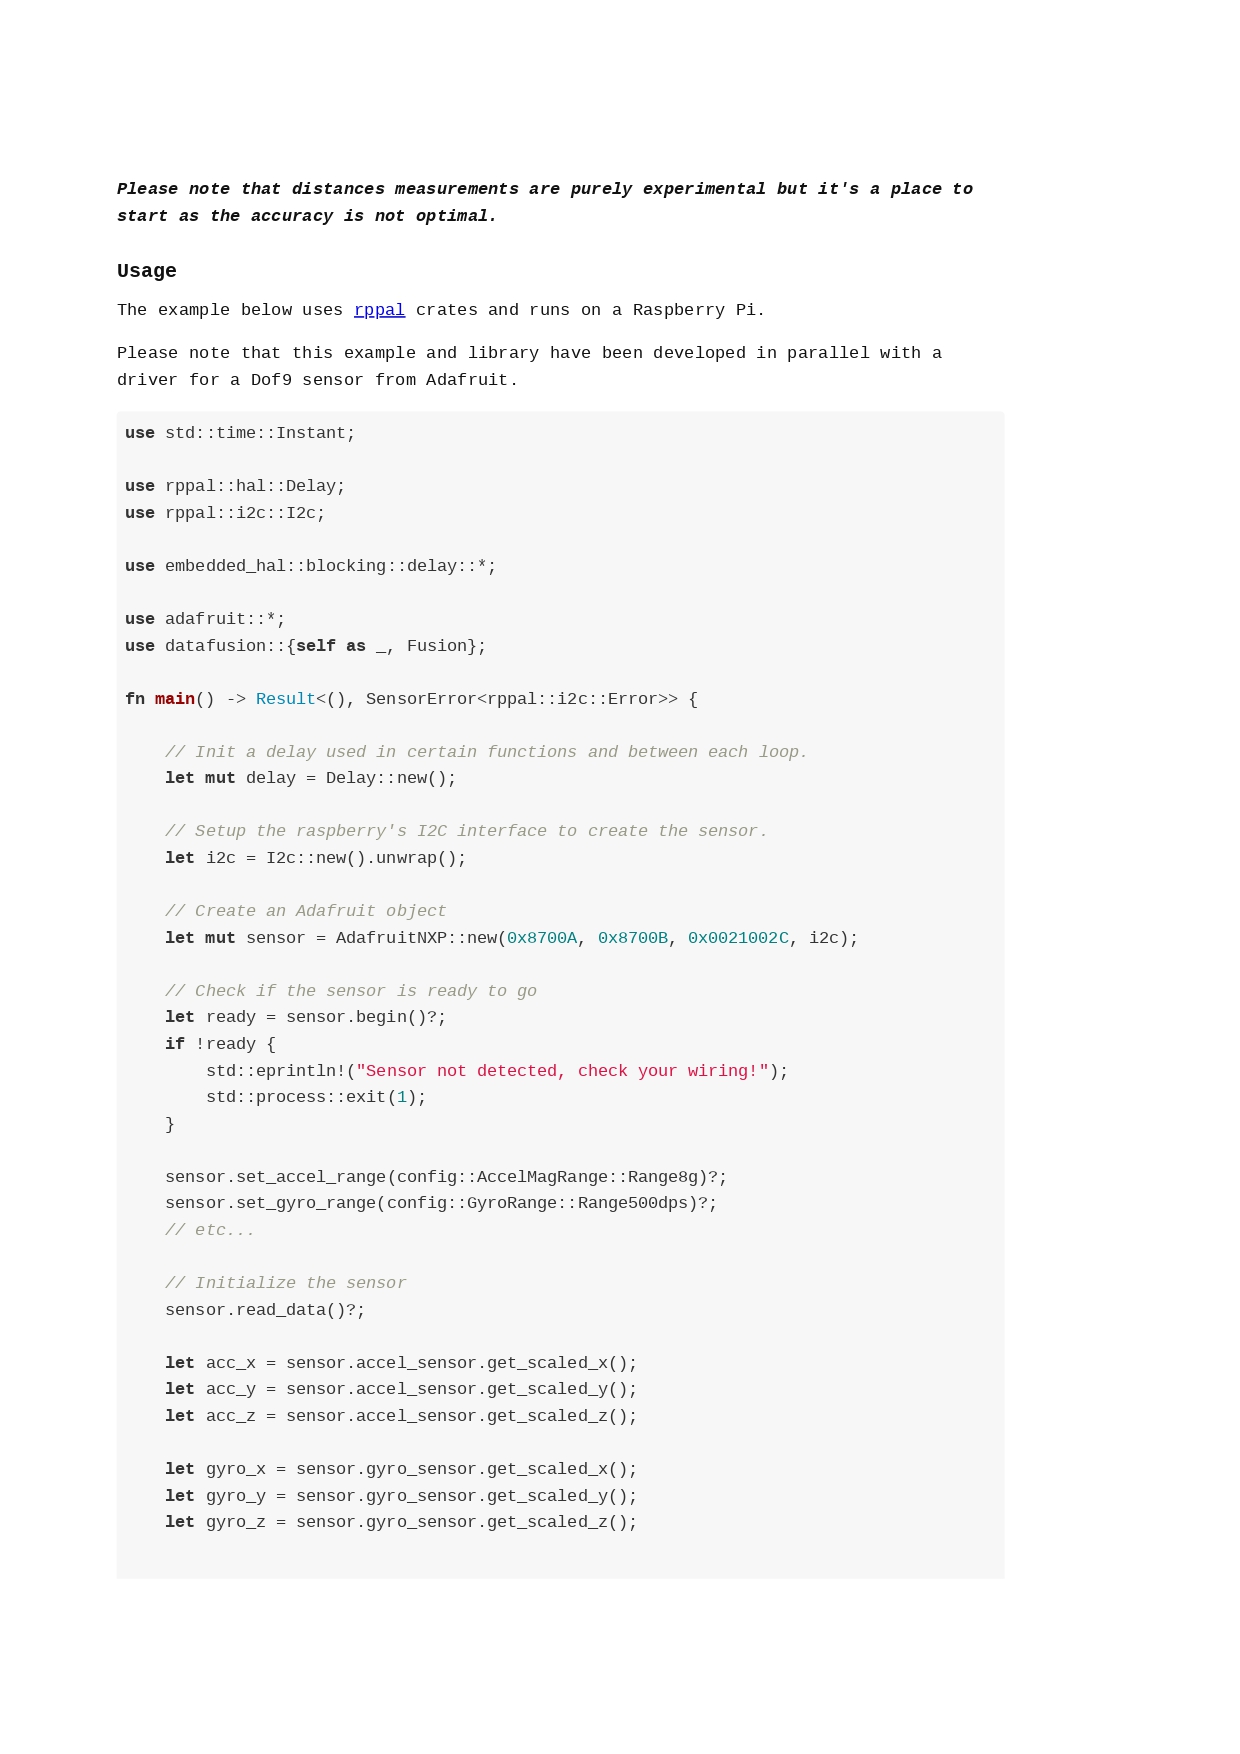 Please note that distances measurements are purely experimental but it's a place to
start as the accuracy is not optimal.
Usage
The example below uses rppal crates and runs on a Raspberry Pi.
Please note that this example and library have been developed in parallel with a
driver for a Dof9 sensor from Adafruit.
use std::time::Instant;
use rppal::hal::Delay;
use rppal::i2c::I2c;
use embedded_hal::blocking::delay::*;
use adafruit::*;
use datafusion::{self as _, Fusion};
fn main() -> Result<(), SensorError<rppal::i2c::Error>> {
    // Init a delay used in certain functions and between each loop.
    let mut delay = Delay::new();
    // Setup the raspberry's I2C interface to create the sensor.
    let i2c = I2c::new().unwrap();
    // Create an Adafruit object
    let mut sensor = AdafruitNXP::new(0x8700A, 0x8700B, 0x0021002C, i2c);
    // Check if the sensor is ready to go
    let ready = sensor.begin()?;
    if !ready {
        std::eprintln!("Sensor not detected, check your wiring!");
        std::process::exit(1);
    }
    sensor.set_accel_range(config::AccelMagRange::Range8g)?;
    sensor.set_gyro_range(config::GyroRange::Range500dps)?;
    // etc...
    // Initialize the sensor
    sensor.read_data()?;
    let acc_x = sensor.accel_sensor.get_scaled_x();
    let acc_y = sensor.accel_sensor.get_scaled_y();
    let acc_z = sensor.accel_sensor.get_scaled_z();
    let gyro_x = sensor.gyro_sensor.get_scaled_x();
    let gyro_y = sensor.gyro_sensor.get_scaled_y();
    let gyro_z = sensor.gyro_sensor.get_scaled_z();